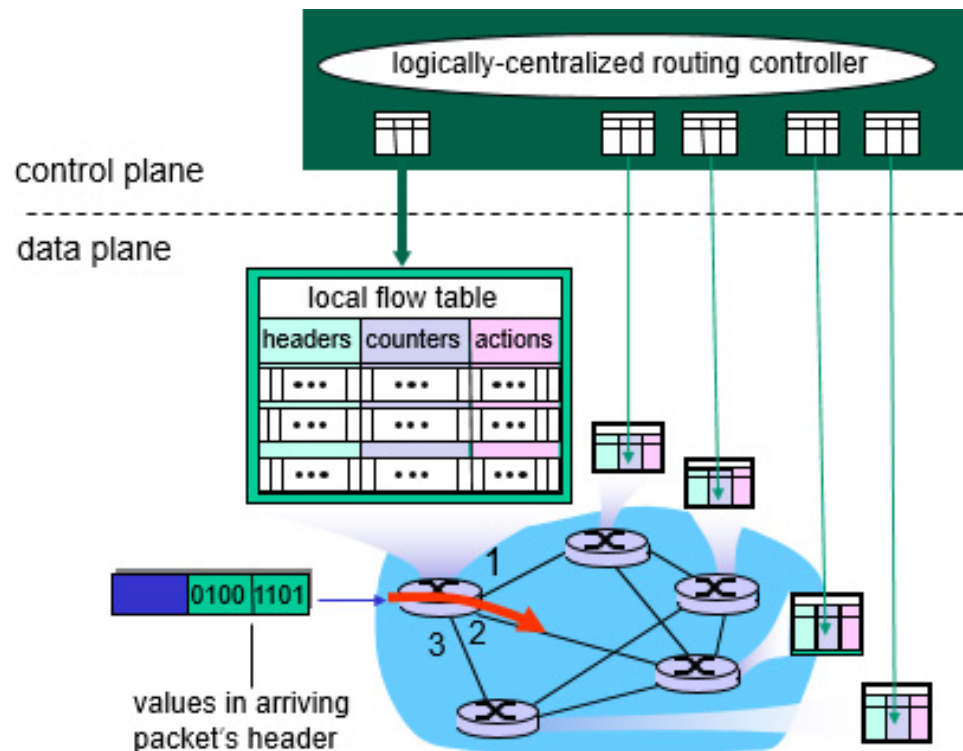 logically-centralized routing controller
control plane
data plane
local flow table
headers counters actions
1
0100 1101
2
3
values in arriving
packet's header